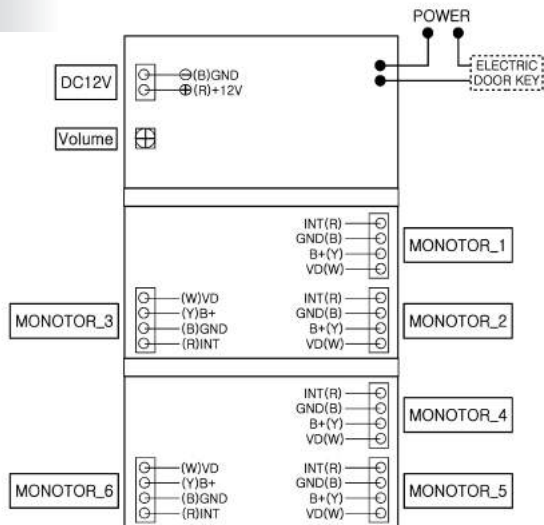 POWER
ELECTRIC
DOOR KEY
DC12V
⊖(B)GND
⊕(R)+12V
Volume
INT(R)
GND(B)
B+(Y)
VD(W)
MONOTOR_1
MONOTOR_3
(W)VD
(Y)B+
(B)GND
(R)INT
INT(R)
GND(B)
B+(Y)
VD(W)
MONOTOR_2
INT(R)
GND(B)
B+(Y)
VD(W)
MONOTOR_4
MONOTOR_6
(W)VD
(Y)B+
(B)GND
(R)INT
INT(R)
GND(B)
B+(Y)
VD(W)
MONOTOR_5